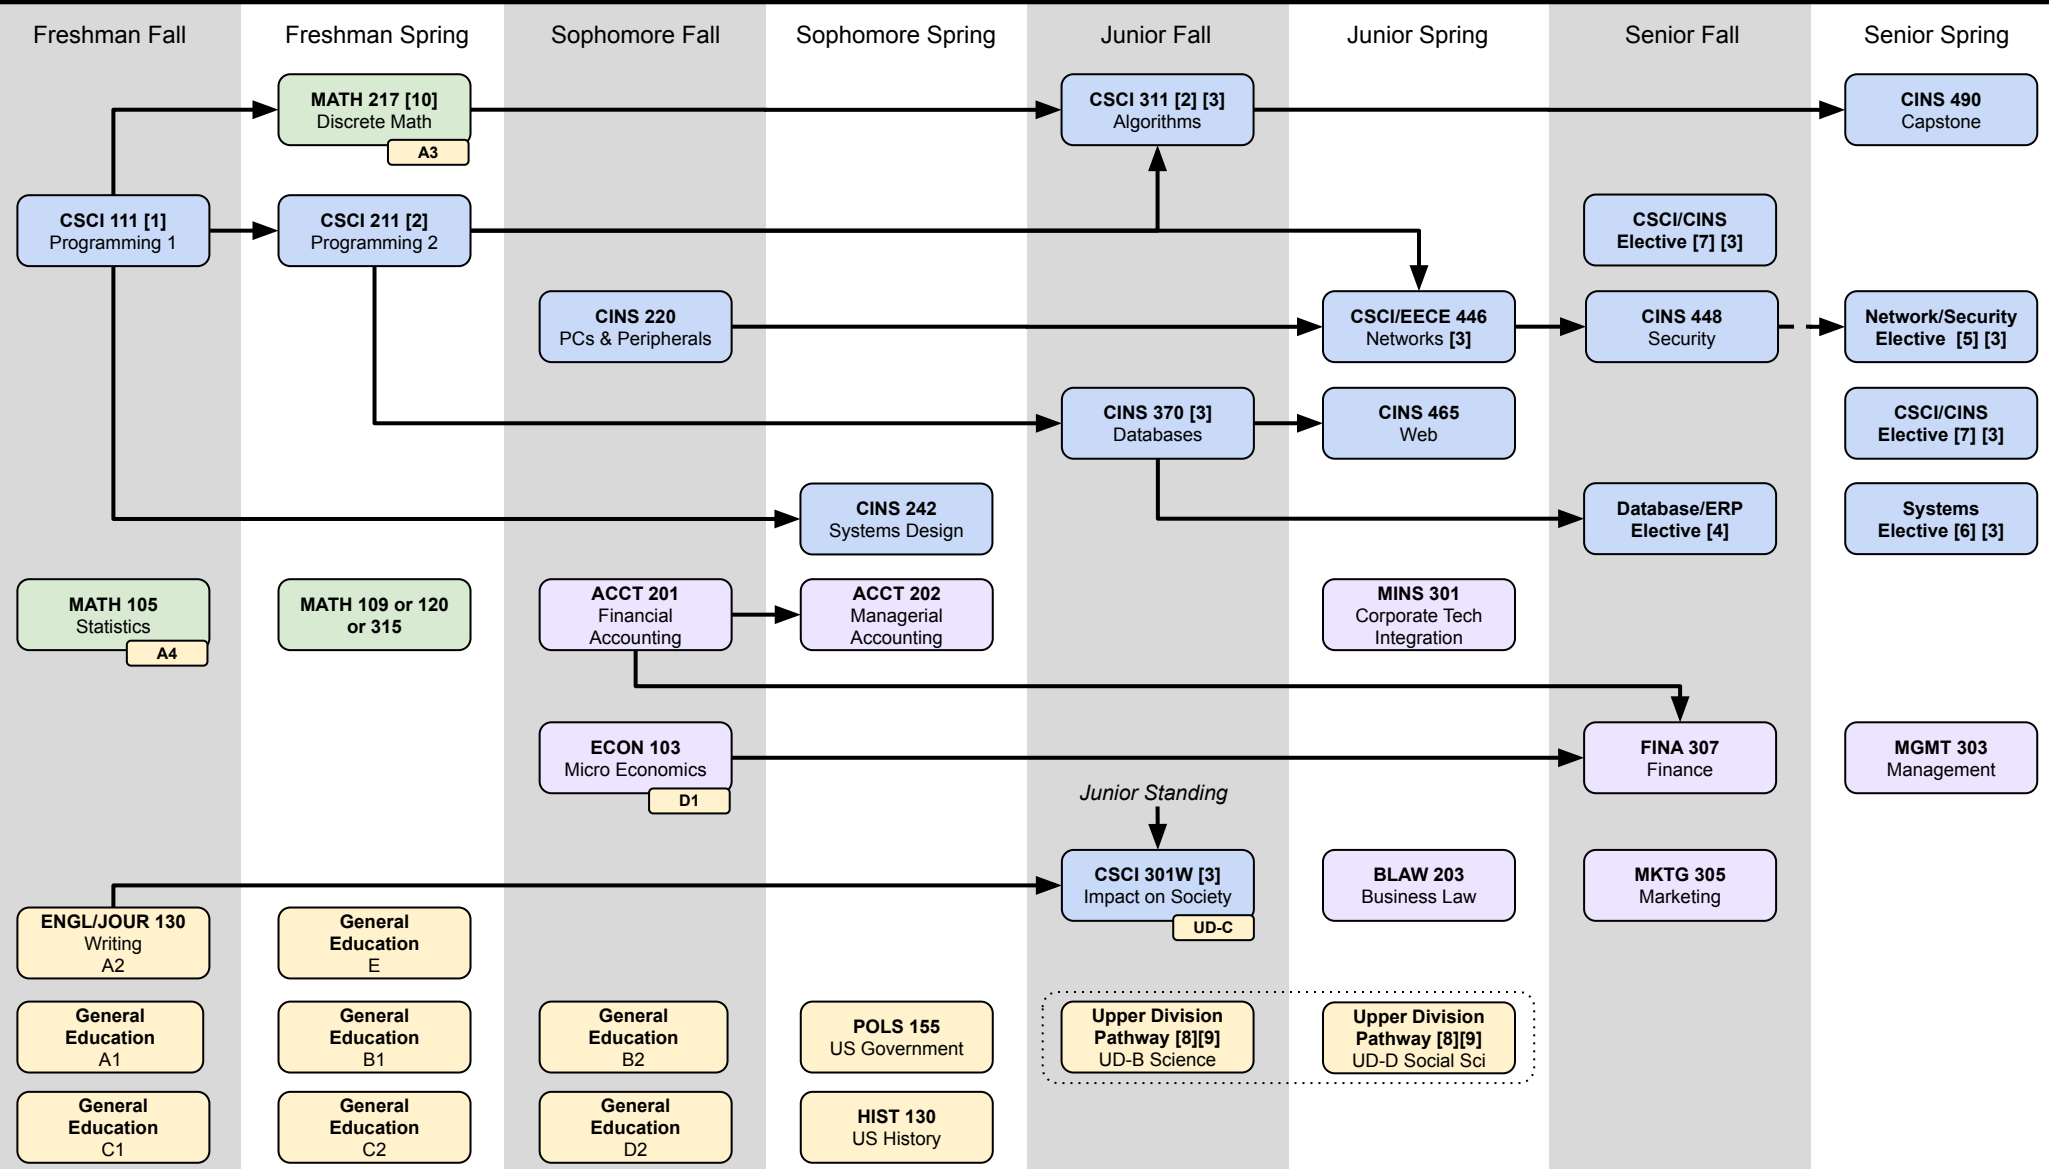 Freshman Fall
Freshman Spring
Sophomore Fall
Sophomore Spring
Junior Fall
Junior Spring
Senior Fall
Senior Spring
MATH 217 [10]
Discrete Math
A3
CSCI 311 [2] [3]
Algorithms
CINS 490
Capstone
CSCI 111 [1]
Programming 1
CSCI 211 [2]
Programming 2
CSCI/CINS
Elective [7] [3]
CINS 220
PCs & Peripherals
CSCI/EECE 446
Networks [3]
CINS 448
Security
Network/Security
Elective [5] [3]
CINS 370 [3]
Databases
CINS 465
Web
CSCI/CINS
Elective [7] [3]
CINS 242
Systems Design
Database/ERP
Elective [4]
Systems
Elective [6] [3]
MATH 105
Statistics
A4
MATH 109 or 120
or 315
ACCT 201
Financial
Accounting
ACCT 202
Managerial
Accounting
MINS 301
Corporate Tech
Integration
ECON 103
Micro Economics
D1
FINA 307
Finance
MGMT 303
Management
Junior Standing
CSCI 301W [3]
Impact on Society
UD-C
BLAW 203
Business Law
MKTG 305
Marketing
ENGL/JOUR 130
Writing
A2
General
Education
E
General
Education
A1
General
Education
B1
General
Education
B2
POLS 155
US Government
Upper Division
Pathway [8][9]
UD-B Science
Upper Division
Pathway [8][9]
UD-D Social Sci
General
Education
C1
General
Education
C2
General
Education
D2
HIST 130
US History